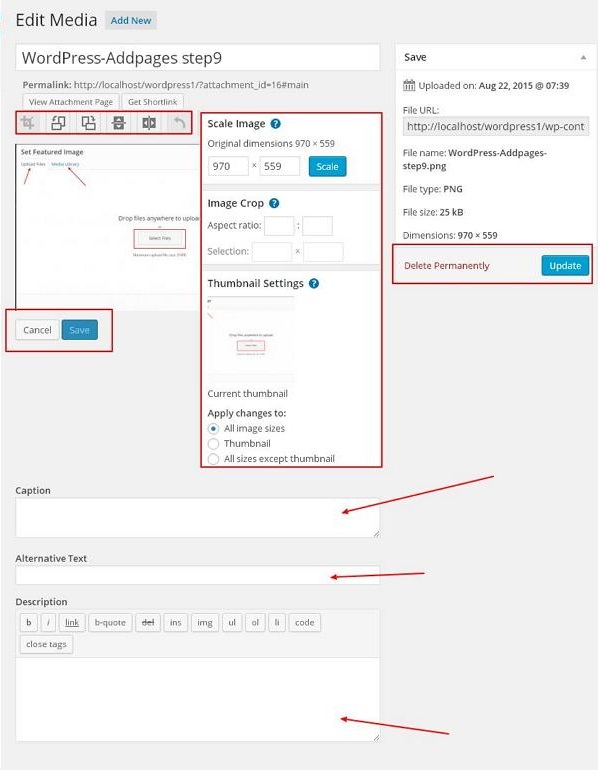 Edit Media Add New
WordPress-Addpages step9
Permalink: http://localhost/wordpress1/?attachment_id=16#main
View Attachment Page Get Shortlink
Set Featured Image
Upload Files Media Library
Drop files anywhere to upload
Select Files
Maximum upload file size:
Cancel Save
Scale Image
Original dimensions 970 × 559
970 × 559 Scale
Image Crop
Aspect ratio: :
Selection: ×
Thumbnail Settings
Drop files anywhere to upload
Current thumbnail
Apply changes to:
All image sizes
Thumbnail
All sizes except thumbnail
Save
Uploaded on: Aug 22, 2015 @ 07:39
File URL:
http://localhost/wordpress1/wp-cont
File name: WordPress-Addpages-
step9.png
File type: PNG
File size: 25 kB
Dimensions: 970 × 559
Delete Permanently Update
Caption
Alternative Text
Description
b i link b-quote del ins img ul ol li code
close tags